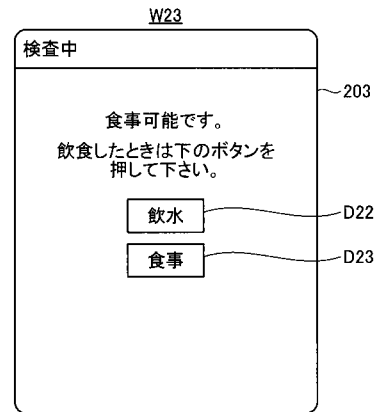 W23
検査中
203
食事可能です。
飲食したときは下のボタンを
押して下さい。
飲水
D22
食事
D23